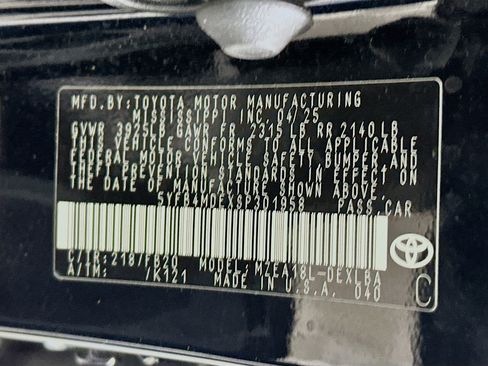 MFD.BY:TOYOTA MOTOR MANUFACTURING
MISSISSIPPI INC. 04/25
GVWR 3925LB GAWR FR 2315 LB RR 2140 LB
THIS VEHICLE CONFORMS TO ALL APPLICABLE
FEDERAL MOTOR VEHICLE SAFETY BUMPER, AND
THEFT PREVENTION STANDARDS IN EFFECT ON
THE DATE OF MANUFACTURE SHOWN ABOVE
5YFB4MDEXSP301958 PASS.CAR
C/TR:218/FB20 MODEL:MZEA18L-DEXLBA
A/TM: /K121 MADE IN U.S.A. 040
C